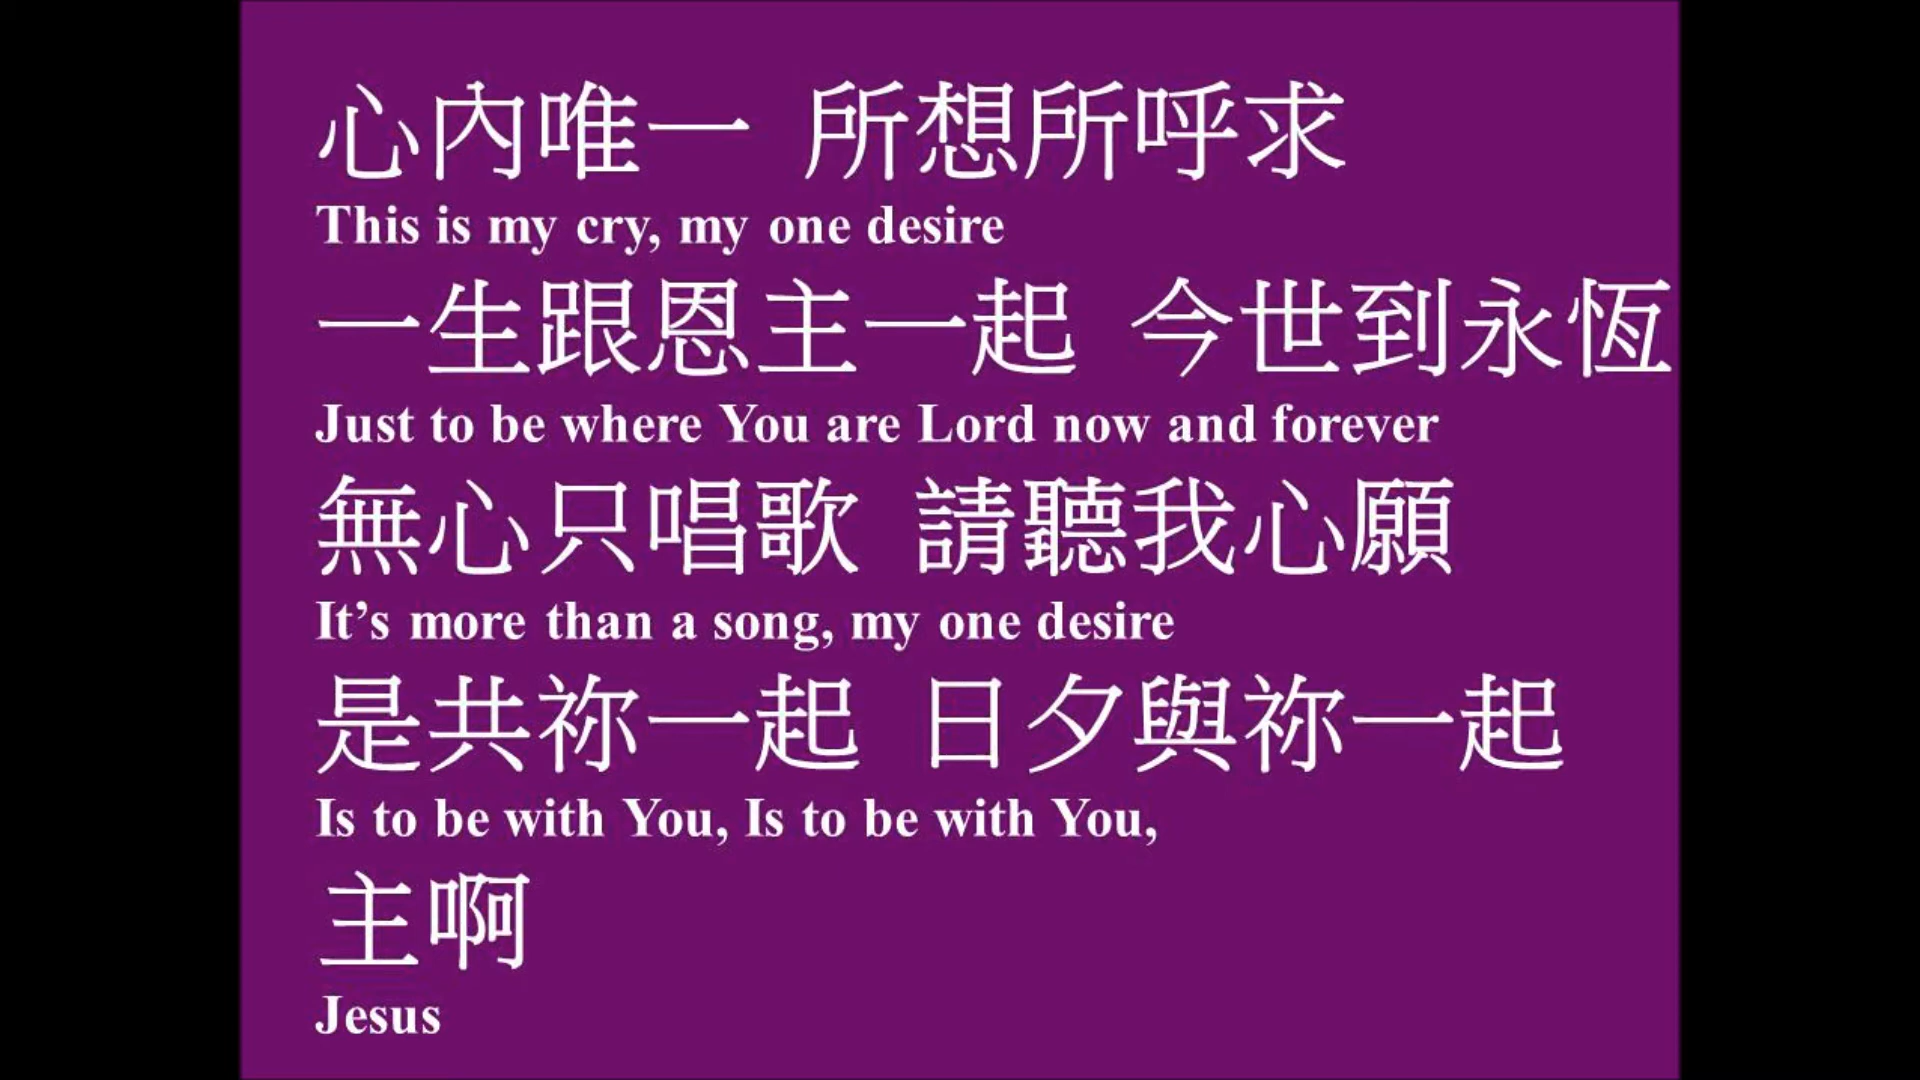 心內唯一 所想所呼求
This is my cry, my one desire
一生跟恩主一起 今世到永恆
Just to be where You are Lord now and forever
無心只唱歌 請聽我心願
It’s more than a song, my one desire
是共祢一起 日夕與祢一起
Is to be with You, Is to be with You,
主啊
Jesus